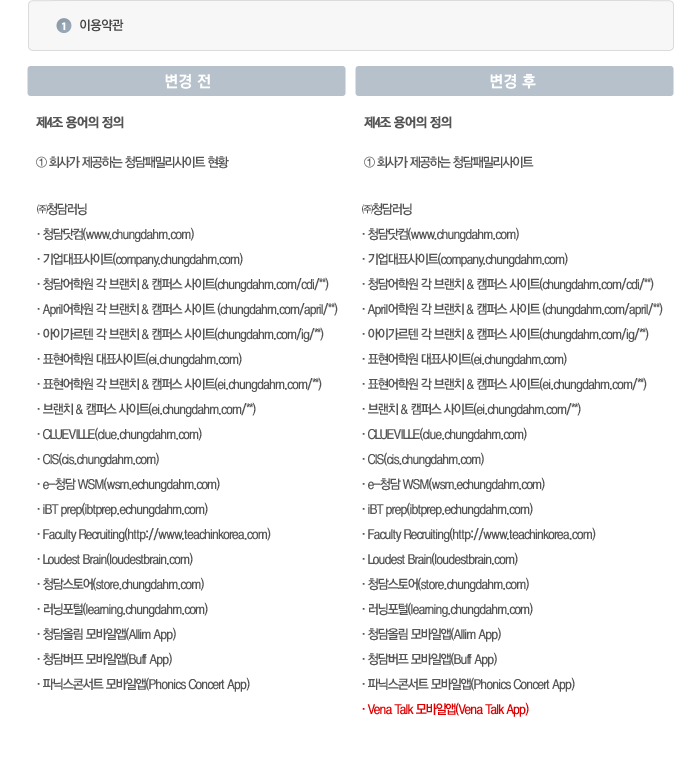 1 이용약관
변경 전
제4조 용어의 정의
① 회사가 제공하는 청담패밀리사이트 현황
㈜청담러닝
· 청담닷컴(www.chungdahm.com)
· 기업대표사이트(company.chungdahm.com)
· 청담어학원 각 브랜치 & 캠퍼스 사이트(chungdahm.com/cdi/**)
· April어학원 각 브랜치 & 캠퍼스 사이트 (chungdahm.com/april/**)
· 아이가르텐 각 브랜치 & 캠퍼스 사이트(chungdahm.com/ig/**)
· 표현어학원 대표사이트(ei.chungdahm.com)
· 표현어학원 각 브랜치 & 캠퍼스 사이트(ei.chungdahm.com/**)
· 브랜치 & 캠퍼스 사이트(ei.chungdahm.com/**)
· CLUEVILLE(clue.chungdahm.com)
· CIS(cis.chungdahm.com)
· e-청담 WSM(wsm.echungdahm.com)
· iBT prep(ibtprep.echungdahm.com)
· Faculty Recruiting(http://www.teachinkorea.com)
· Loudest Brain(loudestbrain.com)
· 청담스토어(store.chungdahm.com)
· 러닝포털(learning.chungdahm.com)
· 청담올림 모바일앱(Allim App)
· 청담버프 모바일앱(Buff App)
· 파닉스콘서트 모바일앱(Phonics Concert App)
변경 후
제4조 용어의 정의
① 회사가 제공하는 청담패밀리사이트
㈜청담러닝
· 청담닷컴(www.chungdahm.com)
· 기업대표사이트(company.chungdahm.com)
· 청담어학원 각 브랜치 & 캠퍼스 사이트(chungdahm.com/cdi/**)
· April어학원 각 브랜치 & 캠퍼스 사이트 (chungdahm.com/april/**)
· 아이가르텐 각 브랜치 & 캠퍼스 사이트(chungdahm.com/ig/**)
· 표현어학원 대표사이트(ei.chungdahm.com)
· 표현어학원 각 브랜치 & 캠퍼스 사이트(ei.chungdahm.com/**)
· 브랜치 & 캠퍼스 사이트(ei.chungdahm.com/**)
· CLUEVILLE(clue.chungdahm.com)
· CIS(cis.chungdahm.com)
· e-청담 WSM(wsm.echungdahm.com)
· iBT prep(ibtprep.echungdahm.com)
· Faculty Recruiting(http://www.teachinkorea.com)
· Loudest Brain(loudestbrain.com)
· 청담스토어(store.chungdahm.com)
· 러닝포털(learning.chungdahm.com)
· 청담올림 모바일앱(Allim App)
· 청담버프 모바일앱(Buff App)
· 파닉스콘서트 모바일앱(Phonics Concert App)
· Vena Talk 모바일앱(Vena Talk App)